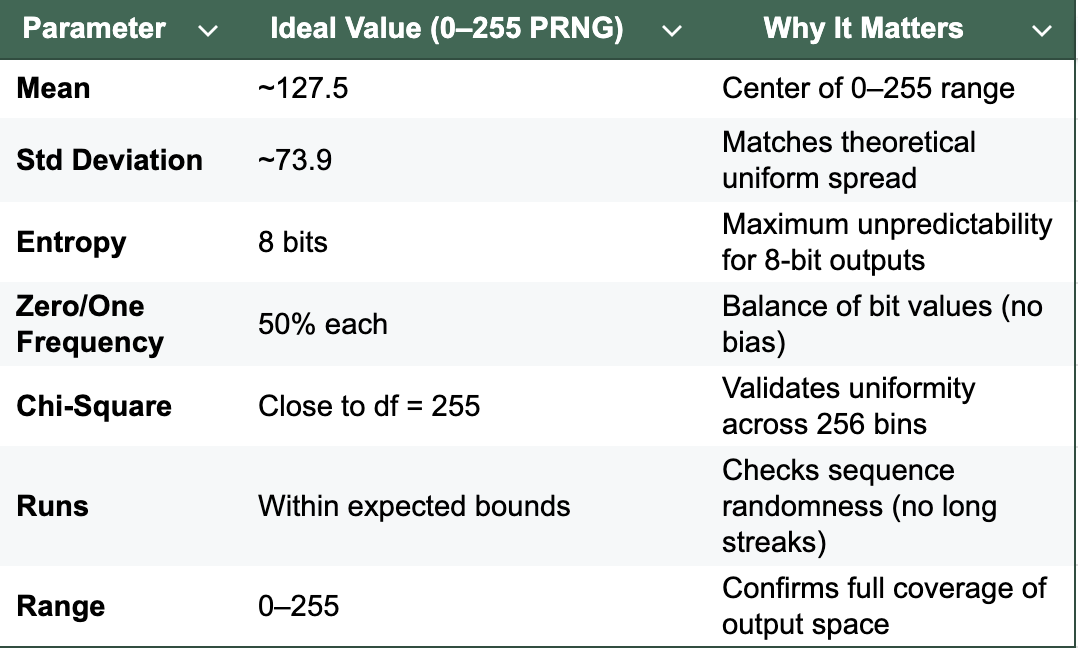 Parameter Ideal Value (0–255 PRNG) Why It Matters
Mean ~127.5 Center of 0–255 range
Std Deviation ~73.9 Matches theoretical
uniform spread
Entropy 8 bits Maximum unpredictability
for 8-bit outputs
Zero/One
Frequency 50% each Balance of bit values (no
bias)
Chi-Square Close to df = 255 Validates uniformity
across 256 bins
Runs Within expected bounds Checks sequence
randomness (no long
streaks)
Range 0–255 Confirms full coverage of
output space